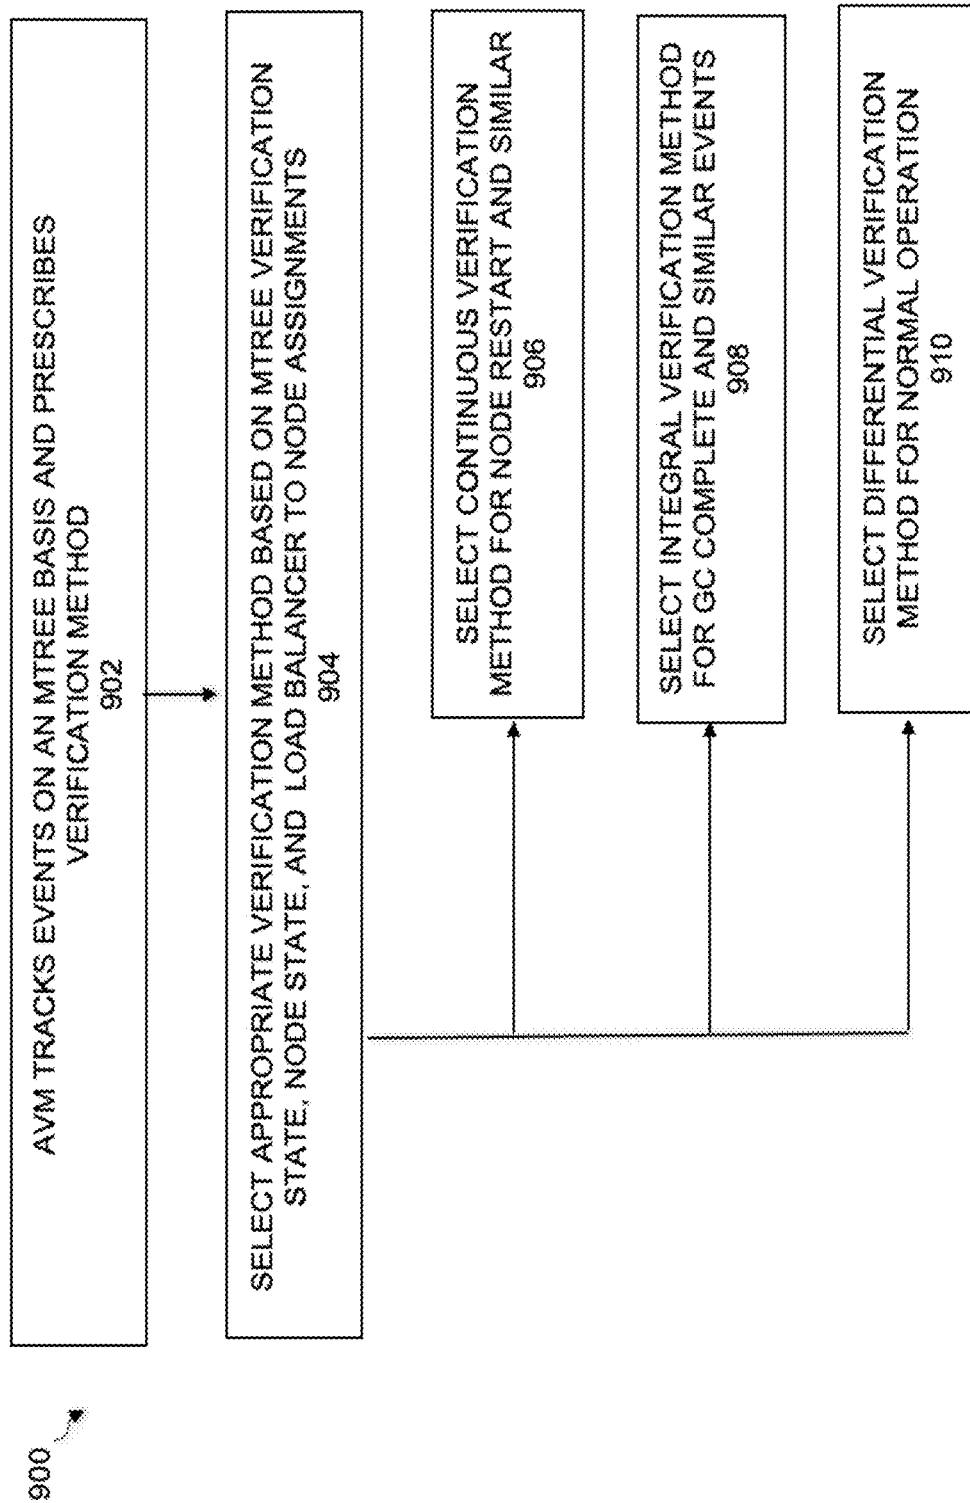 900
AVM TRACKS EVENTS ON AN MTREE BASIS AND PRESCRIBES
VERIFICATION METHOD
902
SELECT APPROPRIATE VERIFICATION METHOD BASED ON MTREE VERIFICATION
STATE, NODE STATE, AND LOAD BALANCER TO NODE ASSIGNMENTS
904
SELECT CONTINUOUS VERIFICATION
METHOD FOR NODE RESTART AND SIMILAR
906
SELECT INTEGRAL VERIFICATION METHOD
FOR GC COMPLETE AND SIMILAR EVENTS
908
SELECT DIFFERENTIAL VERIFICATION
METHOD FOR NORMAL OPERATION
910